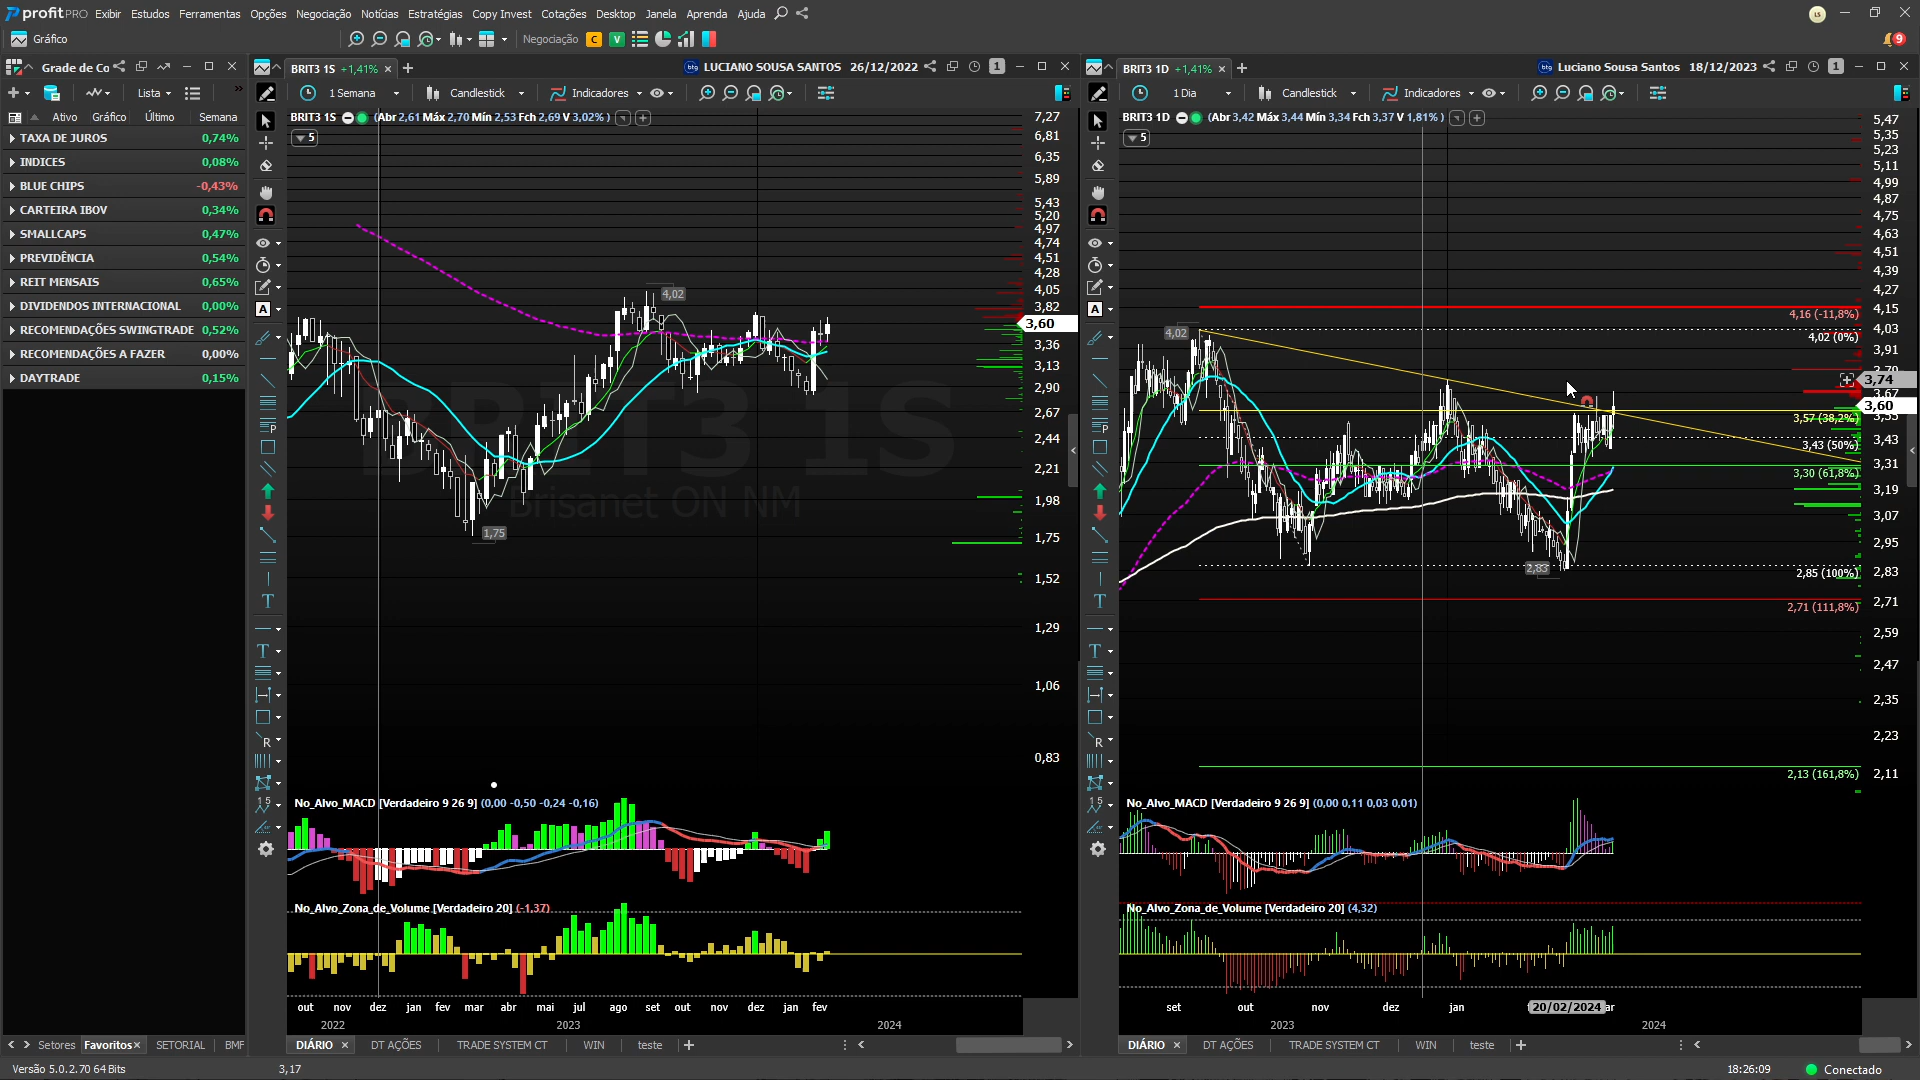 profitPRO Exibir Estudos Ferramentas Opções Negociação Notícias Estratégias Copy Invest Cotações Desktop Janela Aprenda Ajuda
LS
Gráfico
Negociação C V
9
Grade de Co
BRIT3 1S +1,41%
btg LUCIANO SOUSA SANTOS 26/12/2022 1
BRIT3 1D +1,41%
btg Luciano Sousa Santos 18/12/2023 1
Lista
1 Semana Candlestick Indicadores
1 Dia Candlestick Indicadores
Ativo Gráfico Último Semana
TAXA DE JUROS 0,74%
INDICES 0,08%
BLUE CHIPS -0,43%
CARTEIRA IBOV 0,34%
SMALLCAPS 0,47%
PREVIDÊNCIA 0,54%
REIT MENSAIS 0,65%
DIVIDENDOS INTERNACIONAL 0,00%
RECOMENDAÇÕES SWINGTRADE 0,52%
RECOMENDAÇÕES A FAZER 0,00%
DAYTRADE 0,15%
BRIT3 1S (Abr 2,61 Máx 2,70 Mín 2,53 Fch 2,69 V 3,02% )
5
BRIT3 1S
Brisanet ON NM
4,02
1,75
7,27
6,81
6,35
5,89
5,43
5,20
4,97
4,74
4,51
4,28
4,05
3,82
3,60
3,36
3,13
2,90
2,67
2,44
2,21
1,98
1,75
1,52
1,29
1,06
0,83
No_Alvo_MACD [Verdadeiro 9 26 9] (0,00 -0,50 -0,24 -0,16)
No_Alvo_Zona_de_Volume [Verdadeiro 20] (-1,37)
out nov dez jan fev mar abr mai jul ago set out nov dez jan fev
2022 2023 2024
BRIT3 1D (Abr 3,42 Máx 3,44 Mín 3,34 Fch 3,37 V 1,81% )
5
4,02
2,83
4,16 (-11,8%)
4,02 (0%)
3,57 (38,2%)
3,43 (50%)
3,30 (61,8%)
2,85 (100%)
2,71 (111,8%)
2,13 (161,8%)
5,47
5,35
5,23
5,11
4,99
4,87
4,75
4,63
4,51
4,39
4,27
4,15
4,03
3,91
3,74
3,67
3,60
3,55
3,43
3,31
3,19
3,07
2,95
2,83
2,71
2,59
2,47
2,35
2,23
2,11
No_Alvo_MACD [Verdadeiro 9 26 9] (0,00 0,11 0,03 0,01)
No_Alvo_Zona_de_Volume [Verdadeiro 20] (4,32)
set out nov dez jan 20/02/2024 ar
2023 2024
Setores Favoritos SETORIAL BMF
DIÁRIO DT AÇÕES TRADE SYSTEM CT WIN teste
DIÁRIO DT AÇÕES TRADE SYSTEM CT WIN teste
Versão 5.0.2.70 64 Bits 3,17 18:26:09 Conectado